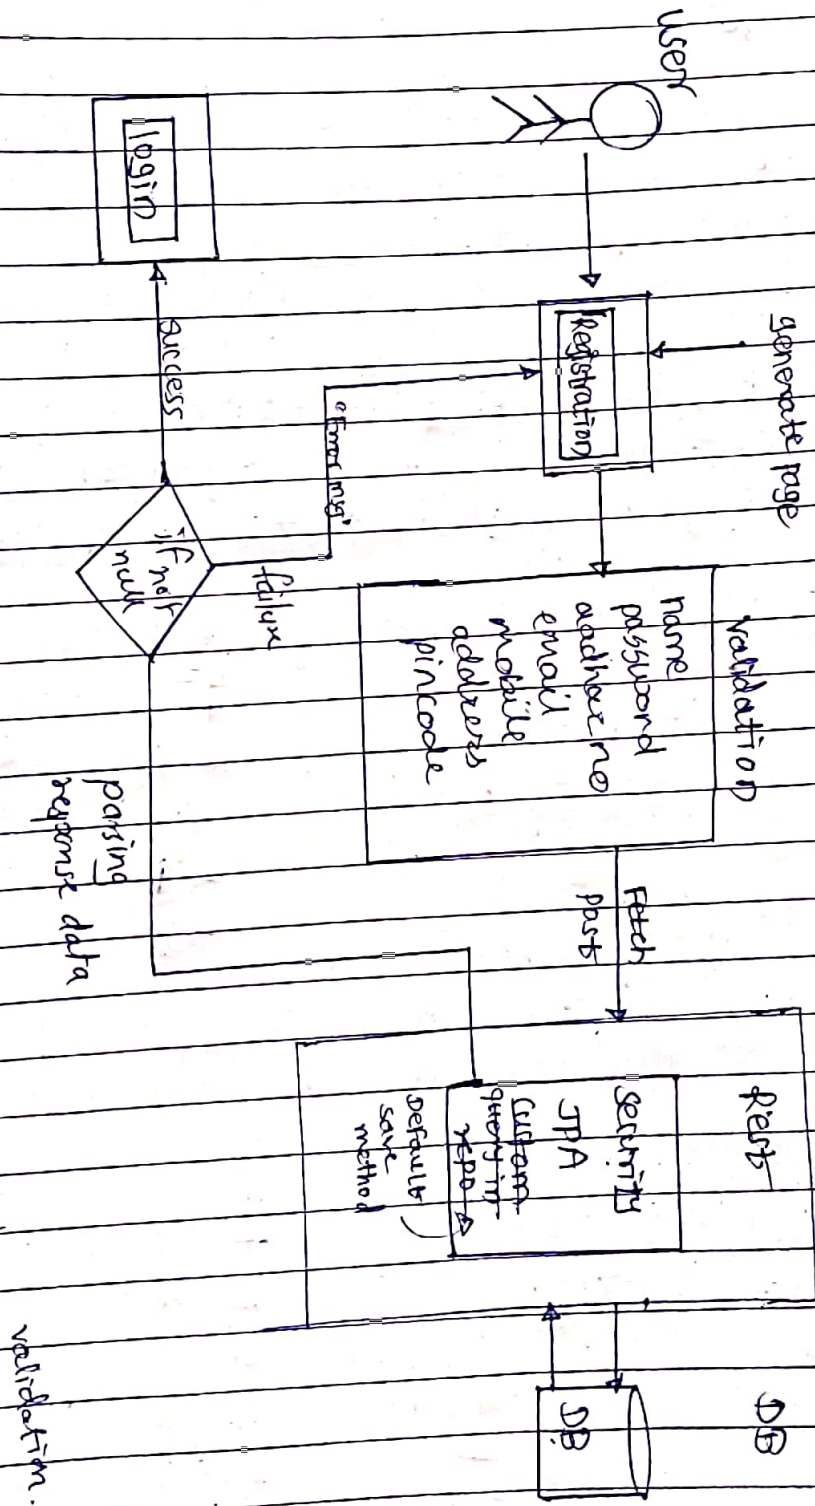 User
generate page
Registration
validation
name
password
aadhar no
email
mobile
address
pincode
Fetch
post
Rest
security
JPA
custom
query in
repo
Default
save
method
DB
DB
parsing
response data
if not
null
failure
"Error msg"
success
login
validation.